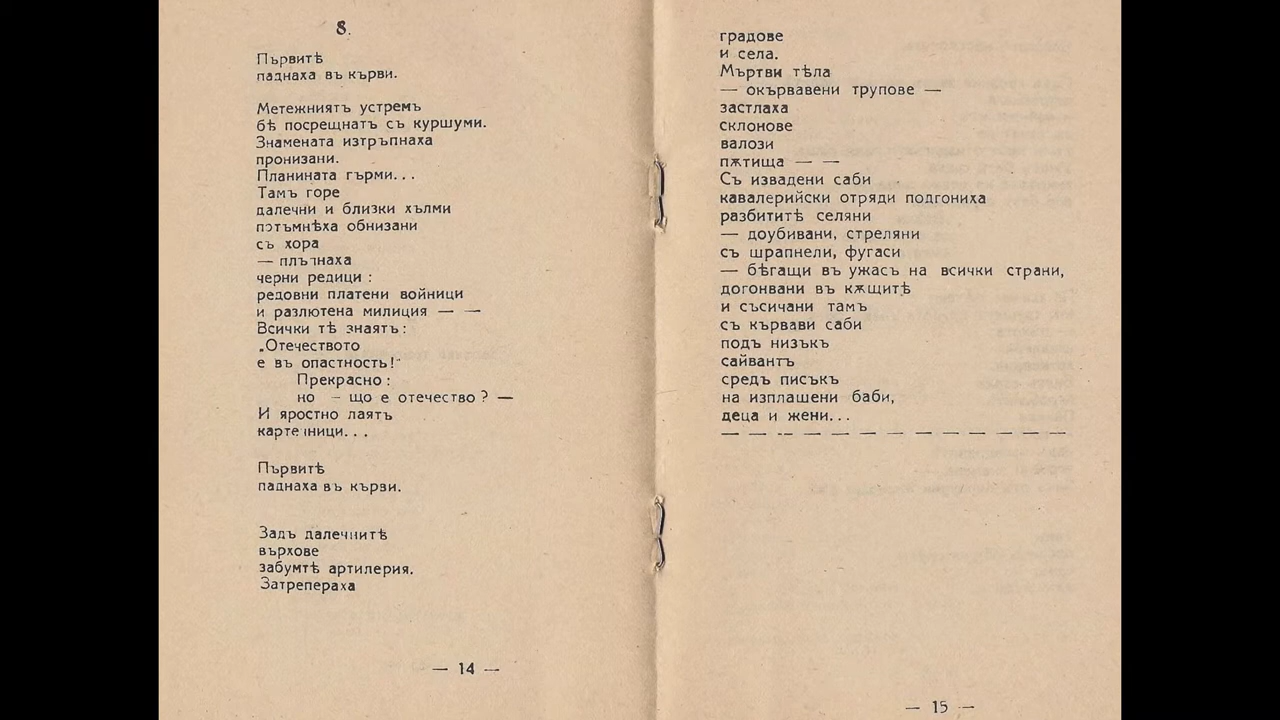 8.
Първитѣ
паднаха въ кърви.
Метежниятъ устремъ
бѣ посрещнатъ съ куршуми.
Знамената изтръпнаха
пронизани.
Планината гърми...
Тамъ горе
далечни и близки хълми
потъмнѣха обнизани
съ хора
— плъпнаха
черни редици :
редовни платени войници
и разлютена милиция — —
Всички тѣ знаятъ :
„Отечеството
е въ опасность!“
Прекрасно :
но – що е отечество ? —
И яростно лаятъ
картечници...
Първитѣ
паднаха въ кърви.
Задъ далечнитѣ
върхове
забумтѣ артилерия.
Затрепераха
— 14 —
градове
и села.
Мъртви тѣла
— окървавени трупове —
застлаха
склонове
валози
пѫтища — —
Съ извадени саби
кавалерийски отряди подгониха
разбититѣ селяни
— доубивани, стреляни
съ шрапнели, фугаси
— бѣгащи въ ужасъ на всички страни,
догонвани въ кѫщитѣ
и съсичани тамъ
съ кървави саби
подъ низъкъ
сайвантъ
средъ писъкъ
на изплашени баби,
деца и жени...
— — — — — — — — — — — — — — — — —
— 15 —